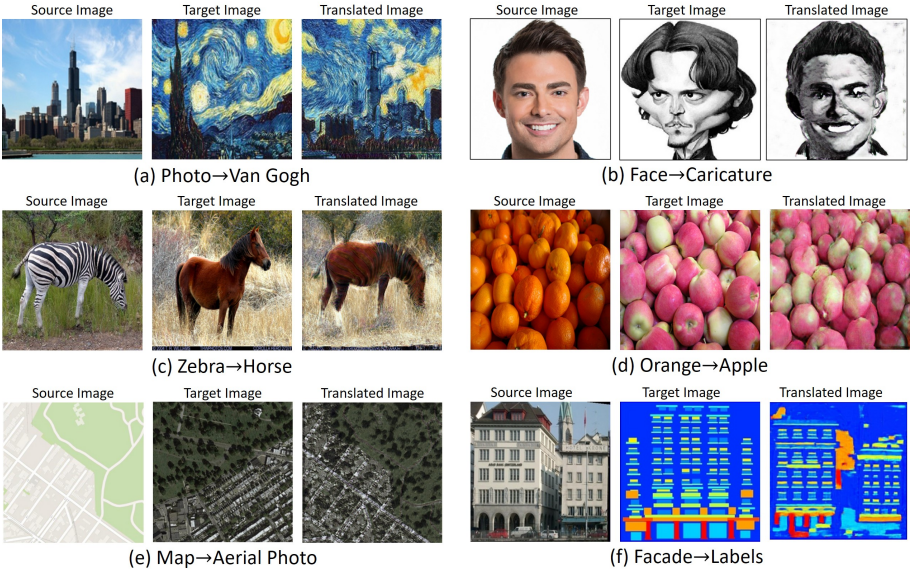 Source Image Target Image Translated Image
(a) Photo→Van Gogh
Source Image Target Image Translated Image
(b) Face→Caricature
Source Image Target Image Translated Image
(c) Zebra→Horse
Source Image Target Image Translated Image
(d) Orange→Apple
Source Image Target Image Translated Image
(e) Map→Aerial Photo
Source Image Target Image Translated Image
(f) Facade→Labels